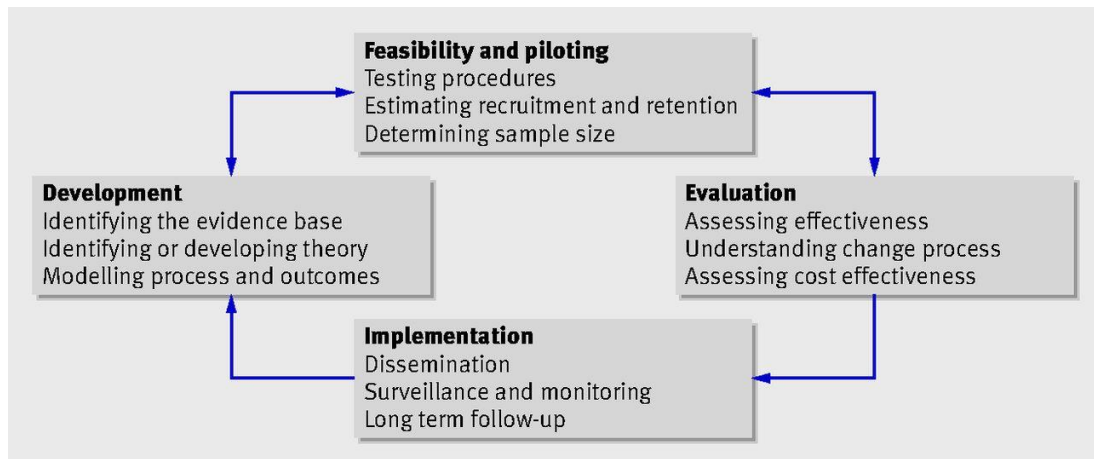 Feasibility and piloting
Testing procedures
Estimating recruitment and retention
Determining sample size
Development
Identifying the evidence base
Identifying or developing theory
Modelling process and outcomes
Evaluation
Assessing effectiveness
Understanding change process
Assessing cost effectiveness
Implementation
Dissemination
Surveillance and monitoring
Long term follow-up